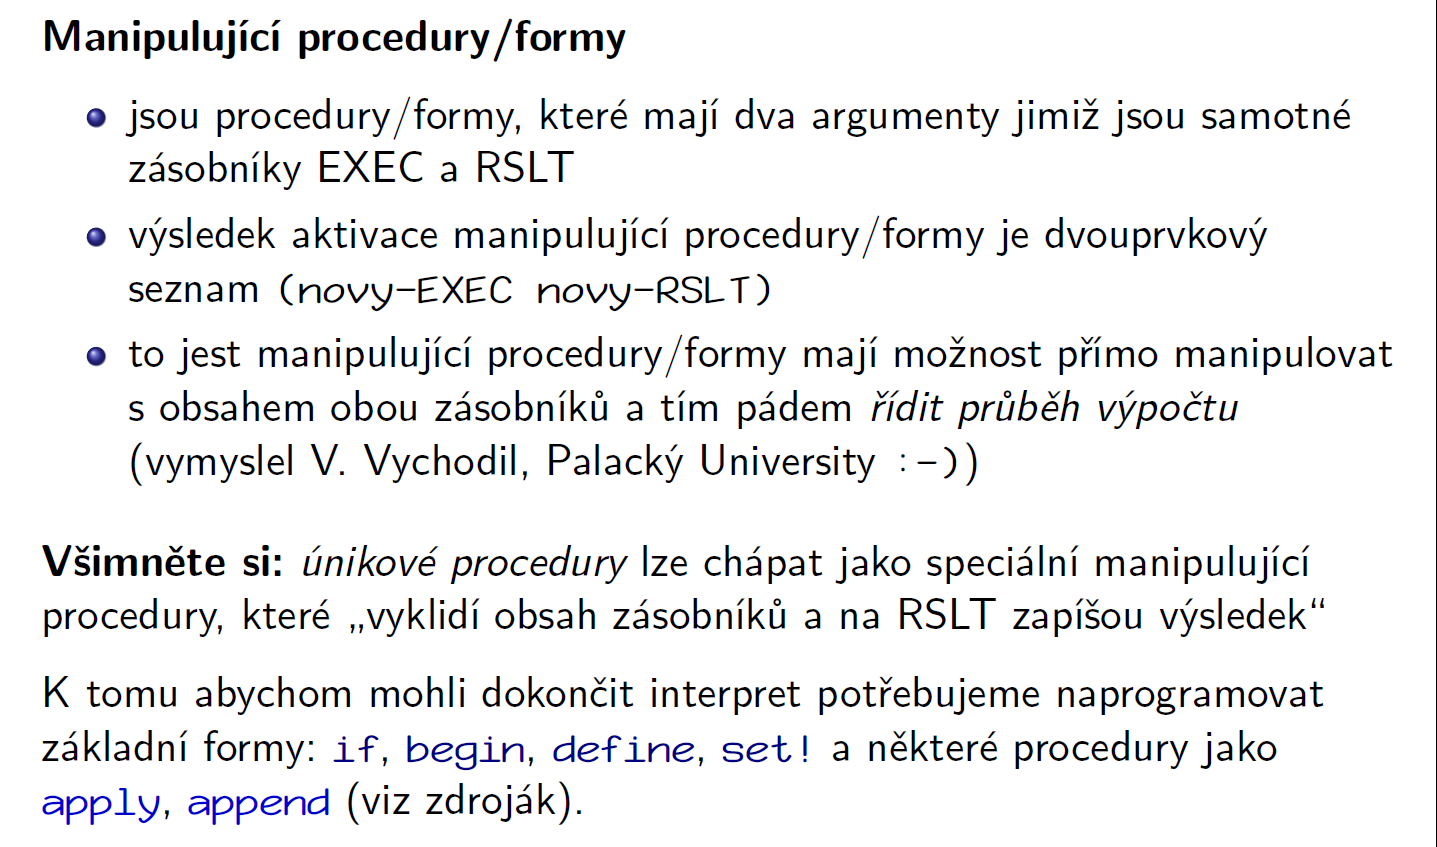 Manipulující procedury/formy
jsou procedury/formy, které mají dva argumenty jimiž jsou samotné
zásobníky EXEC a RSLT
výsledek aktivace manipulující procedury/formy je dvouprvkový
seznam (novy-EXEC novy-RSLT)
to jest manipulující procedury/formy mají možnost přímo manipulovat
s obsahem obou zásobníků a tím pádem řídit průběh výpočtu
(vymyslel V. Vychodil, Palacký University :-))
Všimněte si: únikové procedury lze chápat jako speciální manipulující
procedury, které „vyklidí obsah zásobníků a na RSLT zapíšou výsledek“
K tomu abychom mohli dokončit interpret potřebujeme naprogramovat
základní formy: if, begin, define, set! a některé procedury jako
apply, append (viz zdroják).